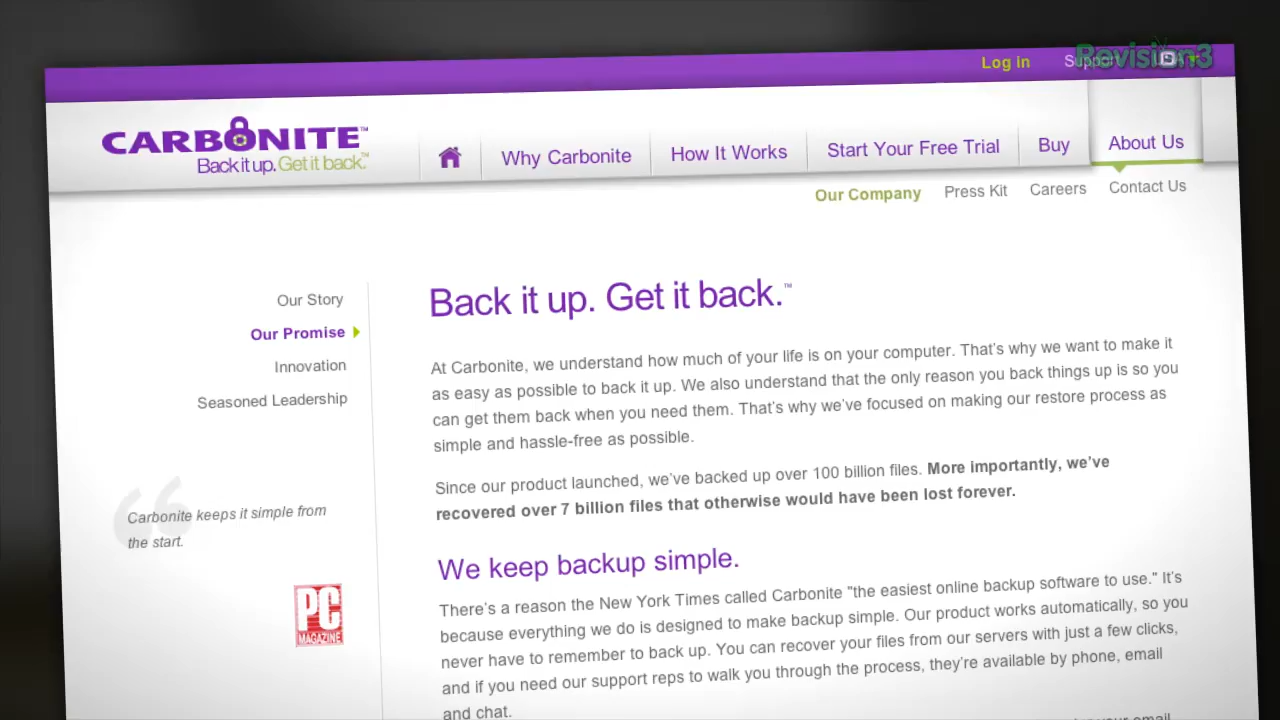 Revision3
Log in
Support
CARBONITE™
Back it up. Get it back.™
Why Carbonite
How It Works
Start Your Free Trial
Buy
About Us
Our Company
Press Kit
Careers
Contact Us
Our Story
Our Promise
Innovation
Seasoned Leadership
Carbonite keeps it simple from
the start.
PC
MAGAZINE
Back it up. Get it back.™
At Carbonite, we understand how much of your life is on your computer. That's why we want to make it
as easy as possible to back it up. We also understand that the only reason you back things up is so you
can get them back when you need them. That's why we've focused on making our restore process as
simple and hassle-free as possible.
Since our product launched, we've backed up over 100 billion files. More importantly, we've
recovered over 7 billion files that otherwise would have been lost forever.
We keep backup simple.
There's a reason the New York Times called Carbonite "the easiest online backup software to use." It's
because everything we do is designed to make backup simple. Our product works automatically, so you
never have to remember to back up. You can recover your files from our servers with just a few clicks,
and if you need our support reps to walk you through the process, they're available by phone, email
and chat.